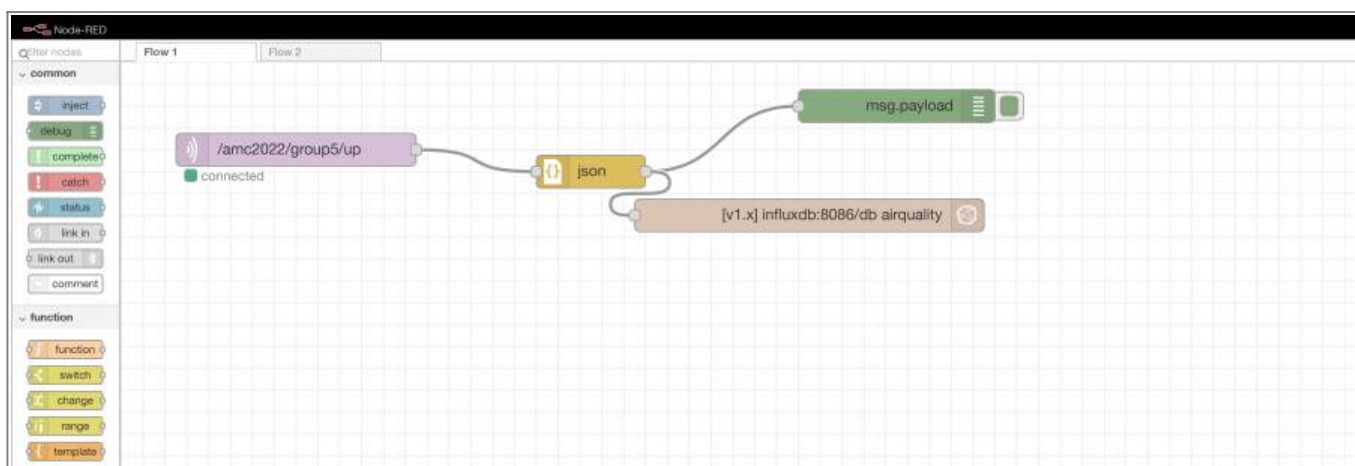 Node-RED
filter nodes
Flow 1
Flow 2
common
inject
debug
complete
catch
status
link in
link out
comment
function
function
switch
change
range
template
/amc2022/group5/up
connected
json
msg.payload
[v1.x] influxdb:8086/db airquality